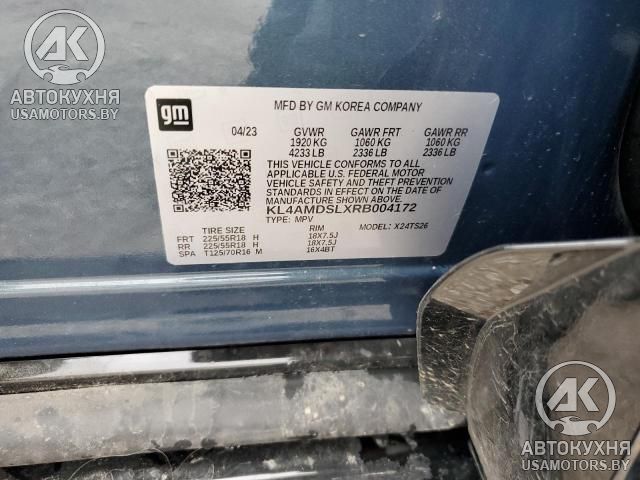 AK
АВТОКУХНЯ
USAMOTORS.BY
gm
MFD BY GM KOREA COMPANY
04/23 GVWR GAWR FRT GAWR RR
1920 KG 1060 KG 1060 KG
4233 LB 2336 LB 2336 LB
THIS VEHICLE CONFORMS TO ALL
APPLICABLE U.S. FEDERAL MOTOR
VEHICLE SAFETY AND THEFT PREVENTION
STANDARDS IN EFFECT ON THE DATE OF
MANUFACTURE SHOWN ABOVE.
KL4AMDSLXRB004172
TYPE: MPV MODEL: X24TS26
TIRE SIZE RIM
FRT 225/55R18 H 18X7.5J
RR 225/55R18 H 18X7.5J
SPA T125/70R16 M 16X4BT
AK
АВТОКУХНЯ
USAMOTORS.BY